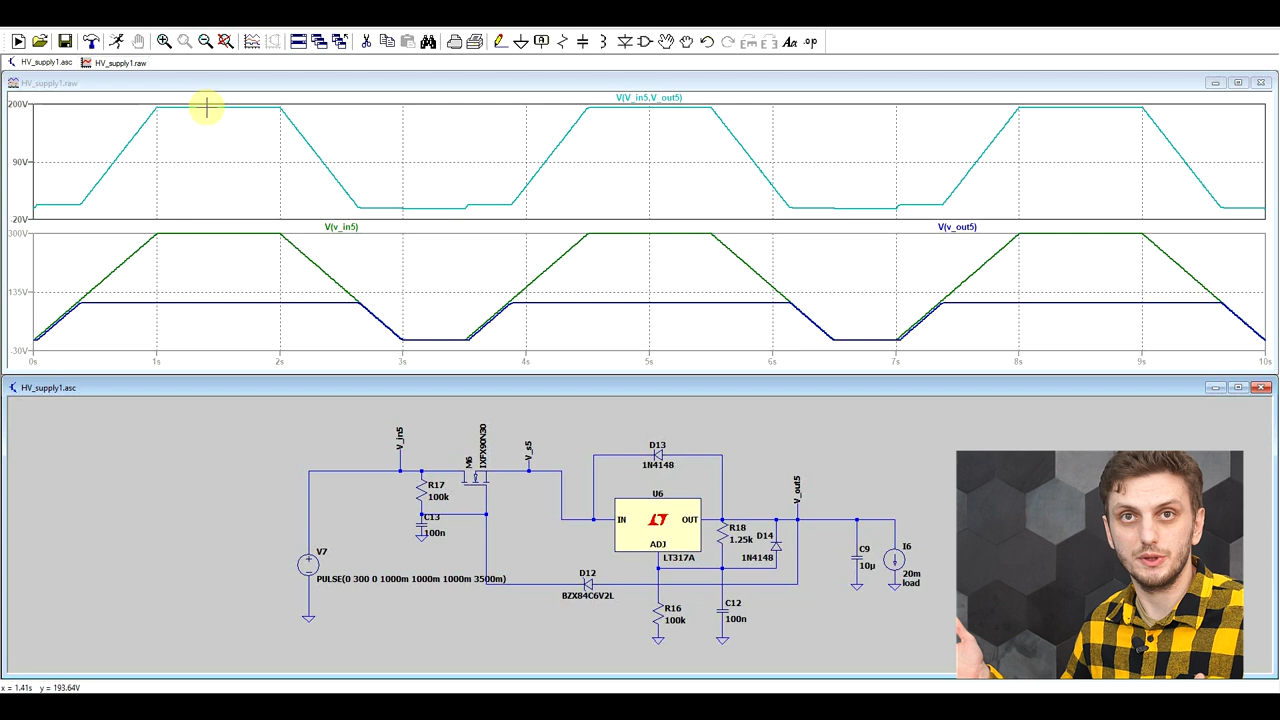 .op
HV_supply1.asc HV_supply1.raw
HV_supply1.raw
V(V_in5,V_out5)
200V
90V
-20V
V(v_in5) V(v_out5)
300V
135V
-30V
0s 1s 2s 3s 4s 5s 6s 7s 8s 9s 10s
HV_supply1.asc
V_in5
M6
IXFX90N30
V_s5
D13
1N4148
R17
100k
C13
100n
U6
IN OUT
ADJ
LT317A
R18
1.25k
D14
1N4148
V_out5
C9
10µ
I6
20m
load
V7
PULSE(0 300 0 1000m 1000m 1000m 3500m)
D12
BZX84C6V2L
R16
100k
C12
100n
x = 1.41s y = 193.64V